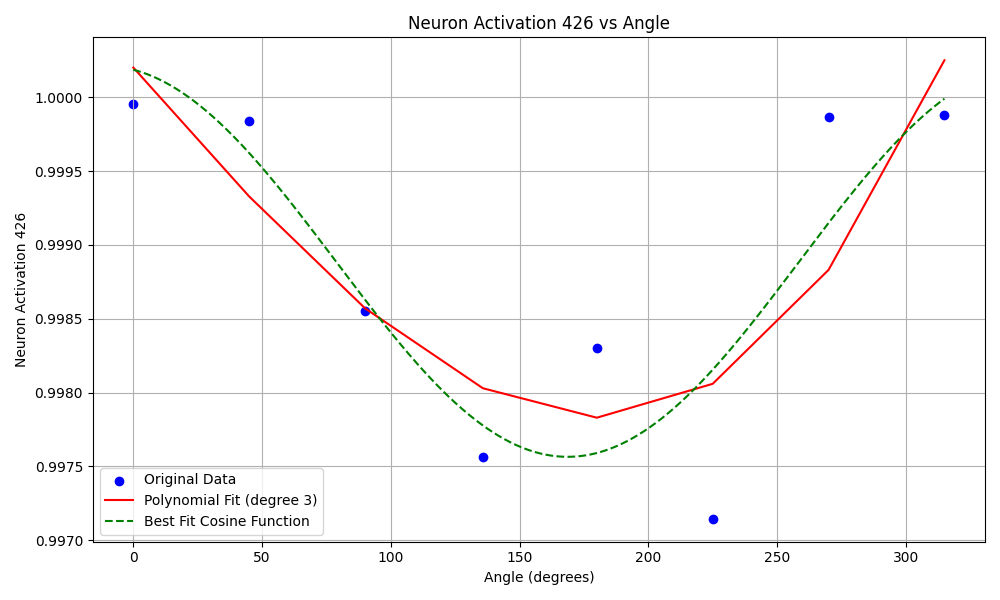 Neuron Activation 426 vs Angle
Neuron Activation 426
1.0000
0.9995
0.9990
0.9985
0.9980
0.9975
0.9970
Original Data
Polynomial Fit (degree 3)
Best Fit Cosine Function
0
50
100
150
200
250
300
Angle (degrees)